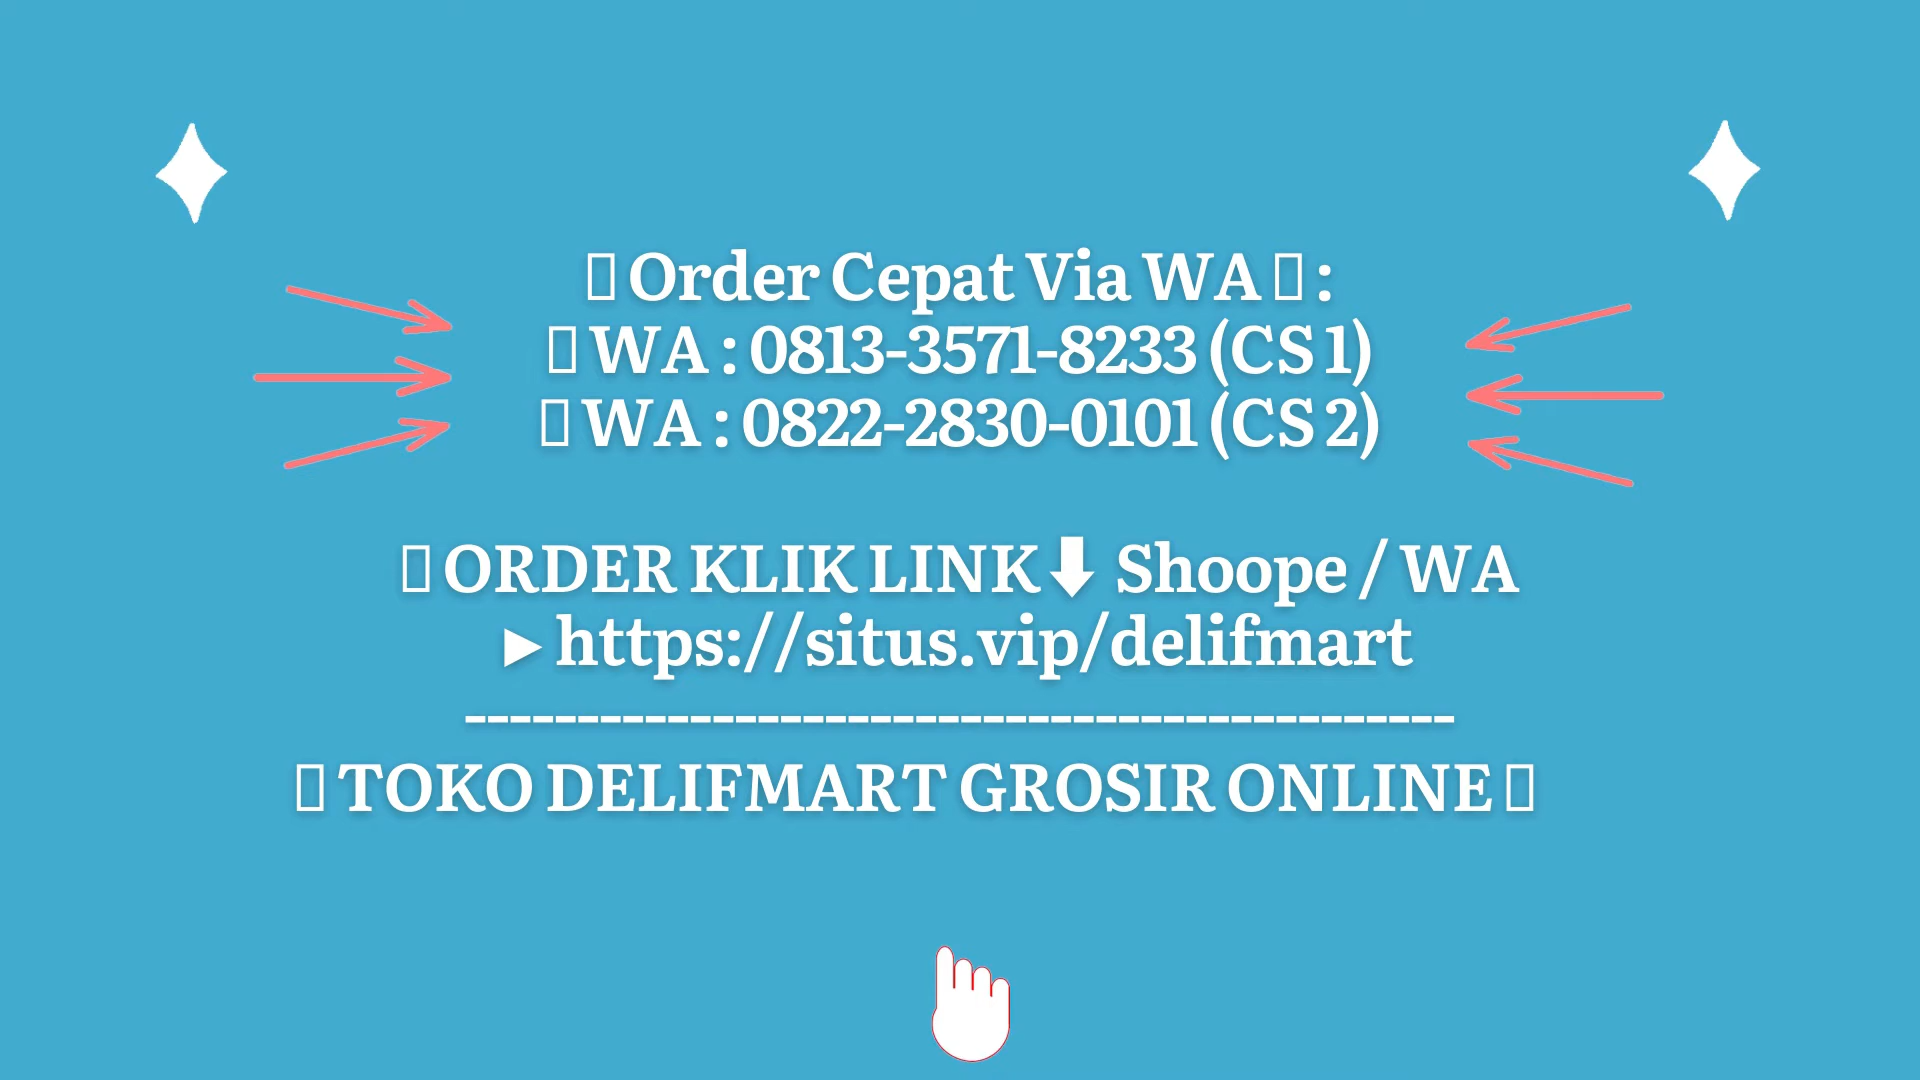 ▯ Order Cepat Via WA ▯ :
▯ WA : 0813-3571-8233 (CS 1)
▯ WA : 0822-2830-0101 (CS 2)
▯ ORDER KLIK LINK ⬇ Shoope / WA
► https://situs.vip/delifmart
--------------------------------------------
▯ TOKO DELIFMART GROSIR ONLINE ▯